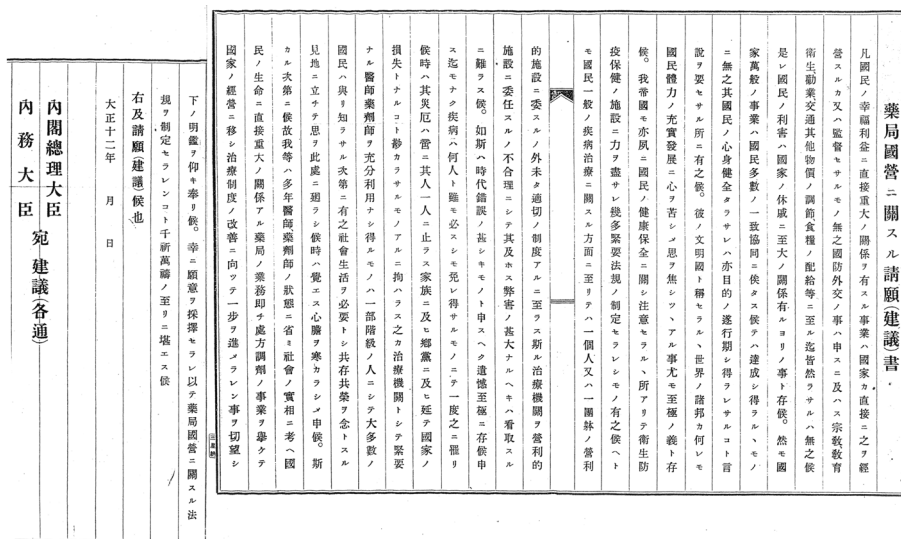 藥局國營ニ關スル請願(建議)書
凡國民ノ幸福利益ニ直接重大ノ關係ヲ有スル事業ハ國家カ直接ニ之ヲ經
營スルカ又ハ監督セサルモノ無之國防外交ノ事ハ申スニ及ハス宗敎、敎育
衞生、勸業、交通其他物價ノ調節、食糧ノ配給等ニ至ル迄皆然ラサルハ無之候
是レ國民ノ利害ハ國家ノ休戚ニ至大ノ關係有ルヨリノ事ト存候。然モ國
家萬般ノ事業ハ國民多數ノ一致協同ニ俟タス候テハ達成シ得ラルヽモノ
ニ無之其國民ノ心身健全タラサレハ亦目的ノ遂行期シ得ラレサルコト言
說ヲ要セサル所ニ有之候。彼ノ文明國ト稱セラルヽ世界ノ諸邦カ何レモ
國民體力ノ充實發展ニ心ヲ苦シメ思ヲ焦シツヽアル事尤モ至極ノ義ト存
候。我帝國モ亦夙ニ國民ノ健康保全ニ關シ注意セラルヽ所アリテ衞生防
疫保健ノ施設ニ力ヲ盡サレ幾多緊要法規ノ制定セラレシモノ有之候ヘト
モ國民一般ノ疾病治療ニ關スル方面ニ至リテハ一個人又ハ一團躰ノ營利
的施設ニ委スルノ外未タ適切ノ制度アルニ至ラス斯ル治療機關ヲ營利的
施設ニ委任スルノ不合理ニシテ其及ホス弊害ノ甚大ナルヘキハ看取スル
ニ難ラス候。如斯ハ時代錯誤ノ甚シキモノト申スヘク遺憾至極ニ存候申
ス迄モナク疾病ハ何人ト雖モ必スシモ免レ得サルモノニテ一度之ニ罹リ
候時ハ其災厄ハ啻ニ其人一人ニ止ラス家族ニ及ヒ鄕黨ニ及ヒ延テ國家ノ
損失トナルコト尠カラサルモノアルニ拘ハラス之カ治療機關トシテ緊要
ナル醫師藥劑師ヲ充分利用ナシ得ルモノハ一部階級ノ人ニシテ大多數ノ
國民ハ與リ知ラサル次第ニ有之社會生活ヲ必要トシ共存共榮ヲ念トスル
見地ニ立チテ思ヲ此處ニ廻ラシ候時ハ覺エス心膽ヲ寒カラシメ申候。斯
カル次第ニ候故我等ハ多年醫師藥劑師ノ狀態ニ省ミ社會ノ實相ニ考ヘ國
民ノ生命ニ直接重大ノ關係アル藥局ノ業務卽チ處方調劑ノ事業ヲ擧ケテ
國家ノ經營ニ移シ治療制度ノ改善ニ向ツテ一步ヲ進メラレン事ヲ切望シ
下ノ明鑑ヲ仰キ奉リ候。幸ニ願意ヲ採擇セラレ以テ藥局國營ニ關スル法
規ヲ制定セラレンコト千祈萬禱ノ至リニ堪エス候
右及請願(建議)候也
大正十二年 月 日
內閣總理大臣
內務大臣 宛建議(各通)